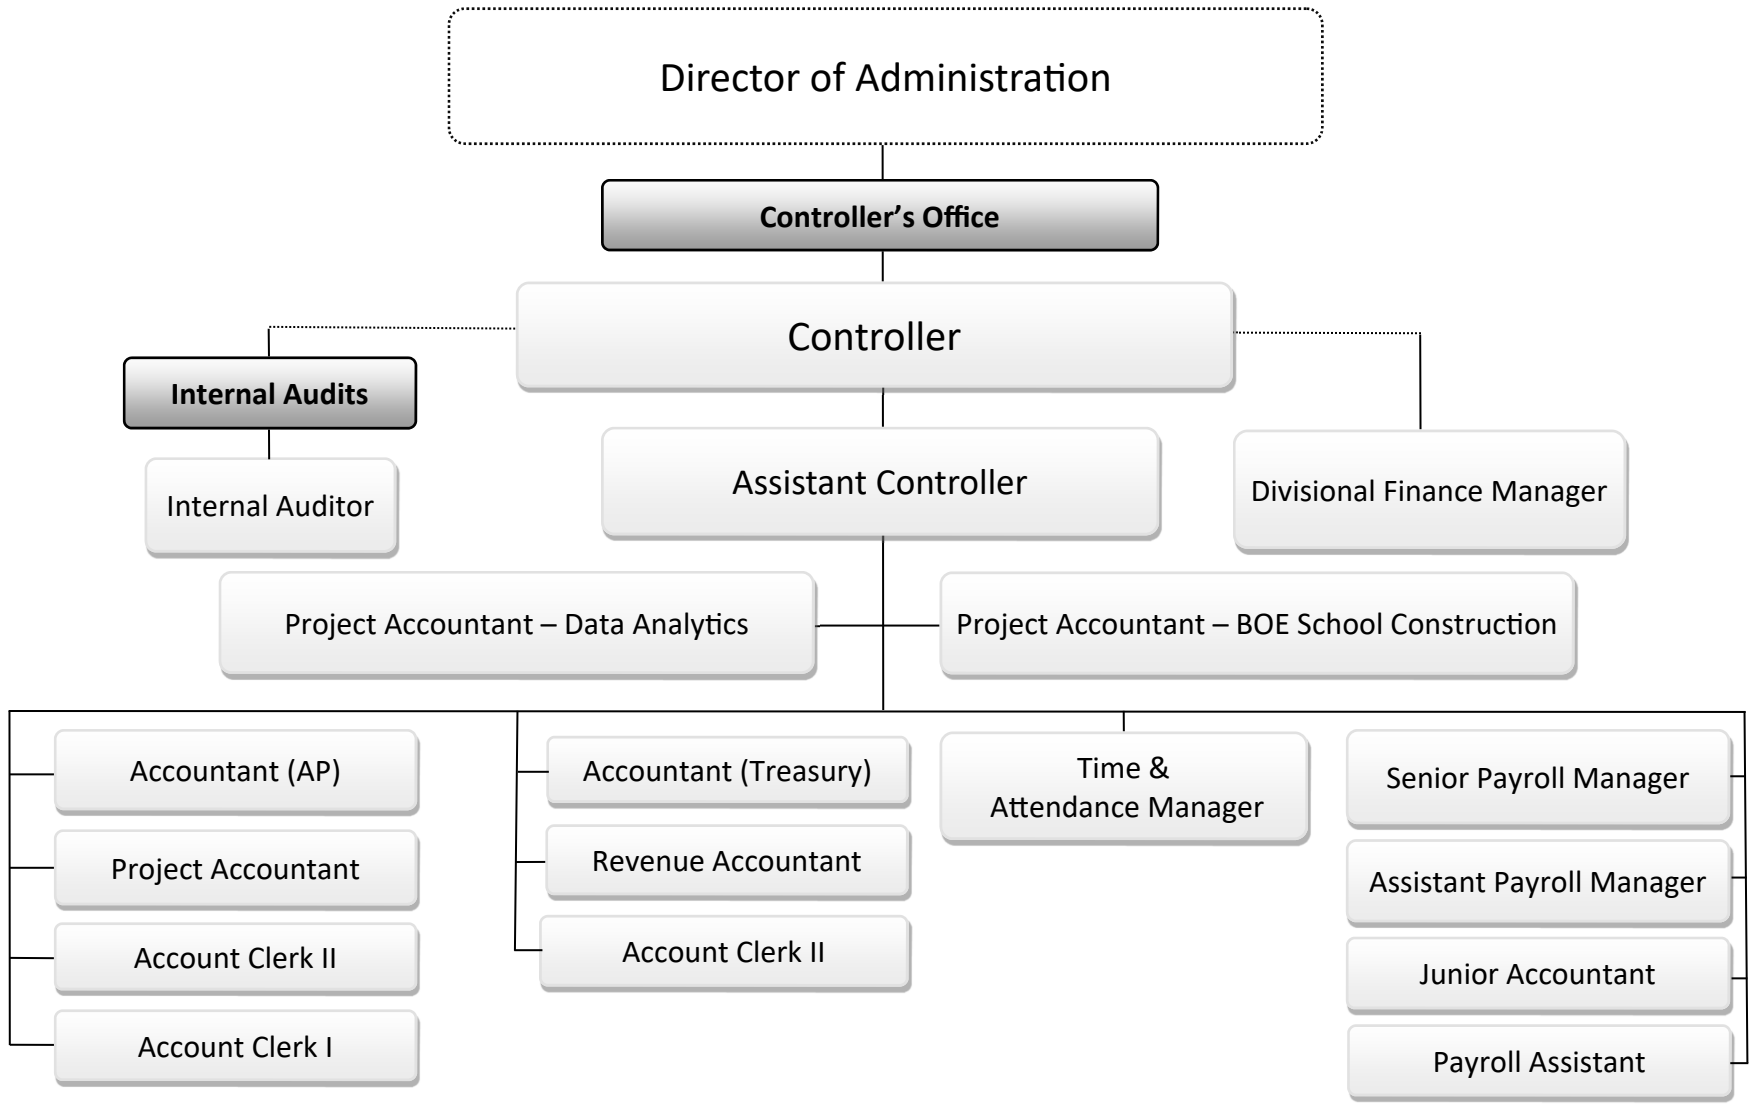 Director of Administration
Controller’s Office
Controller
Internal Audits
Assistant Controller
Divisional Finance Manager
Internal Auditor
Project Accountant – Data Analytics
Project Accountant – BOE School Construction
Accountant (AP)
Project Accountant
Account Clerk II
Account Clerk I
Accountant (Treasury)
Revenue Accountant
Account Clerk II
Time &
Attendance Manager
Senior Payroll Manager
Assistant Payroll Manager
Junior Accountant
Payroll Assistant